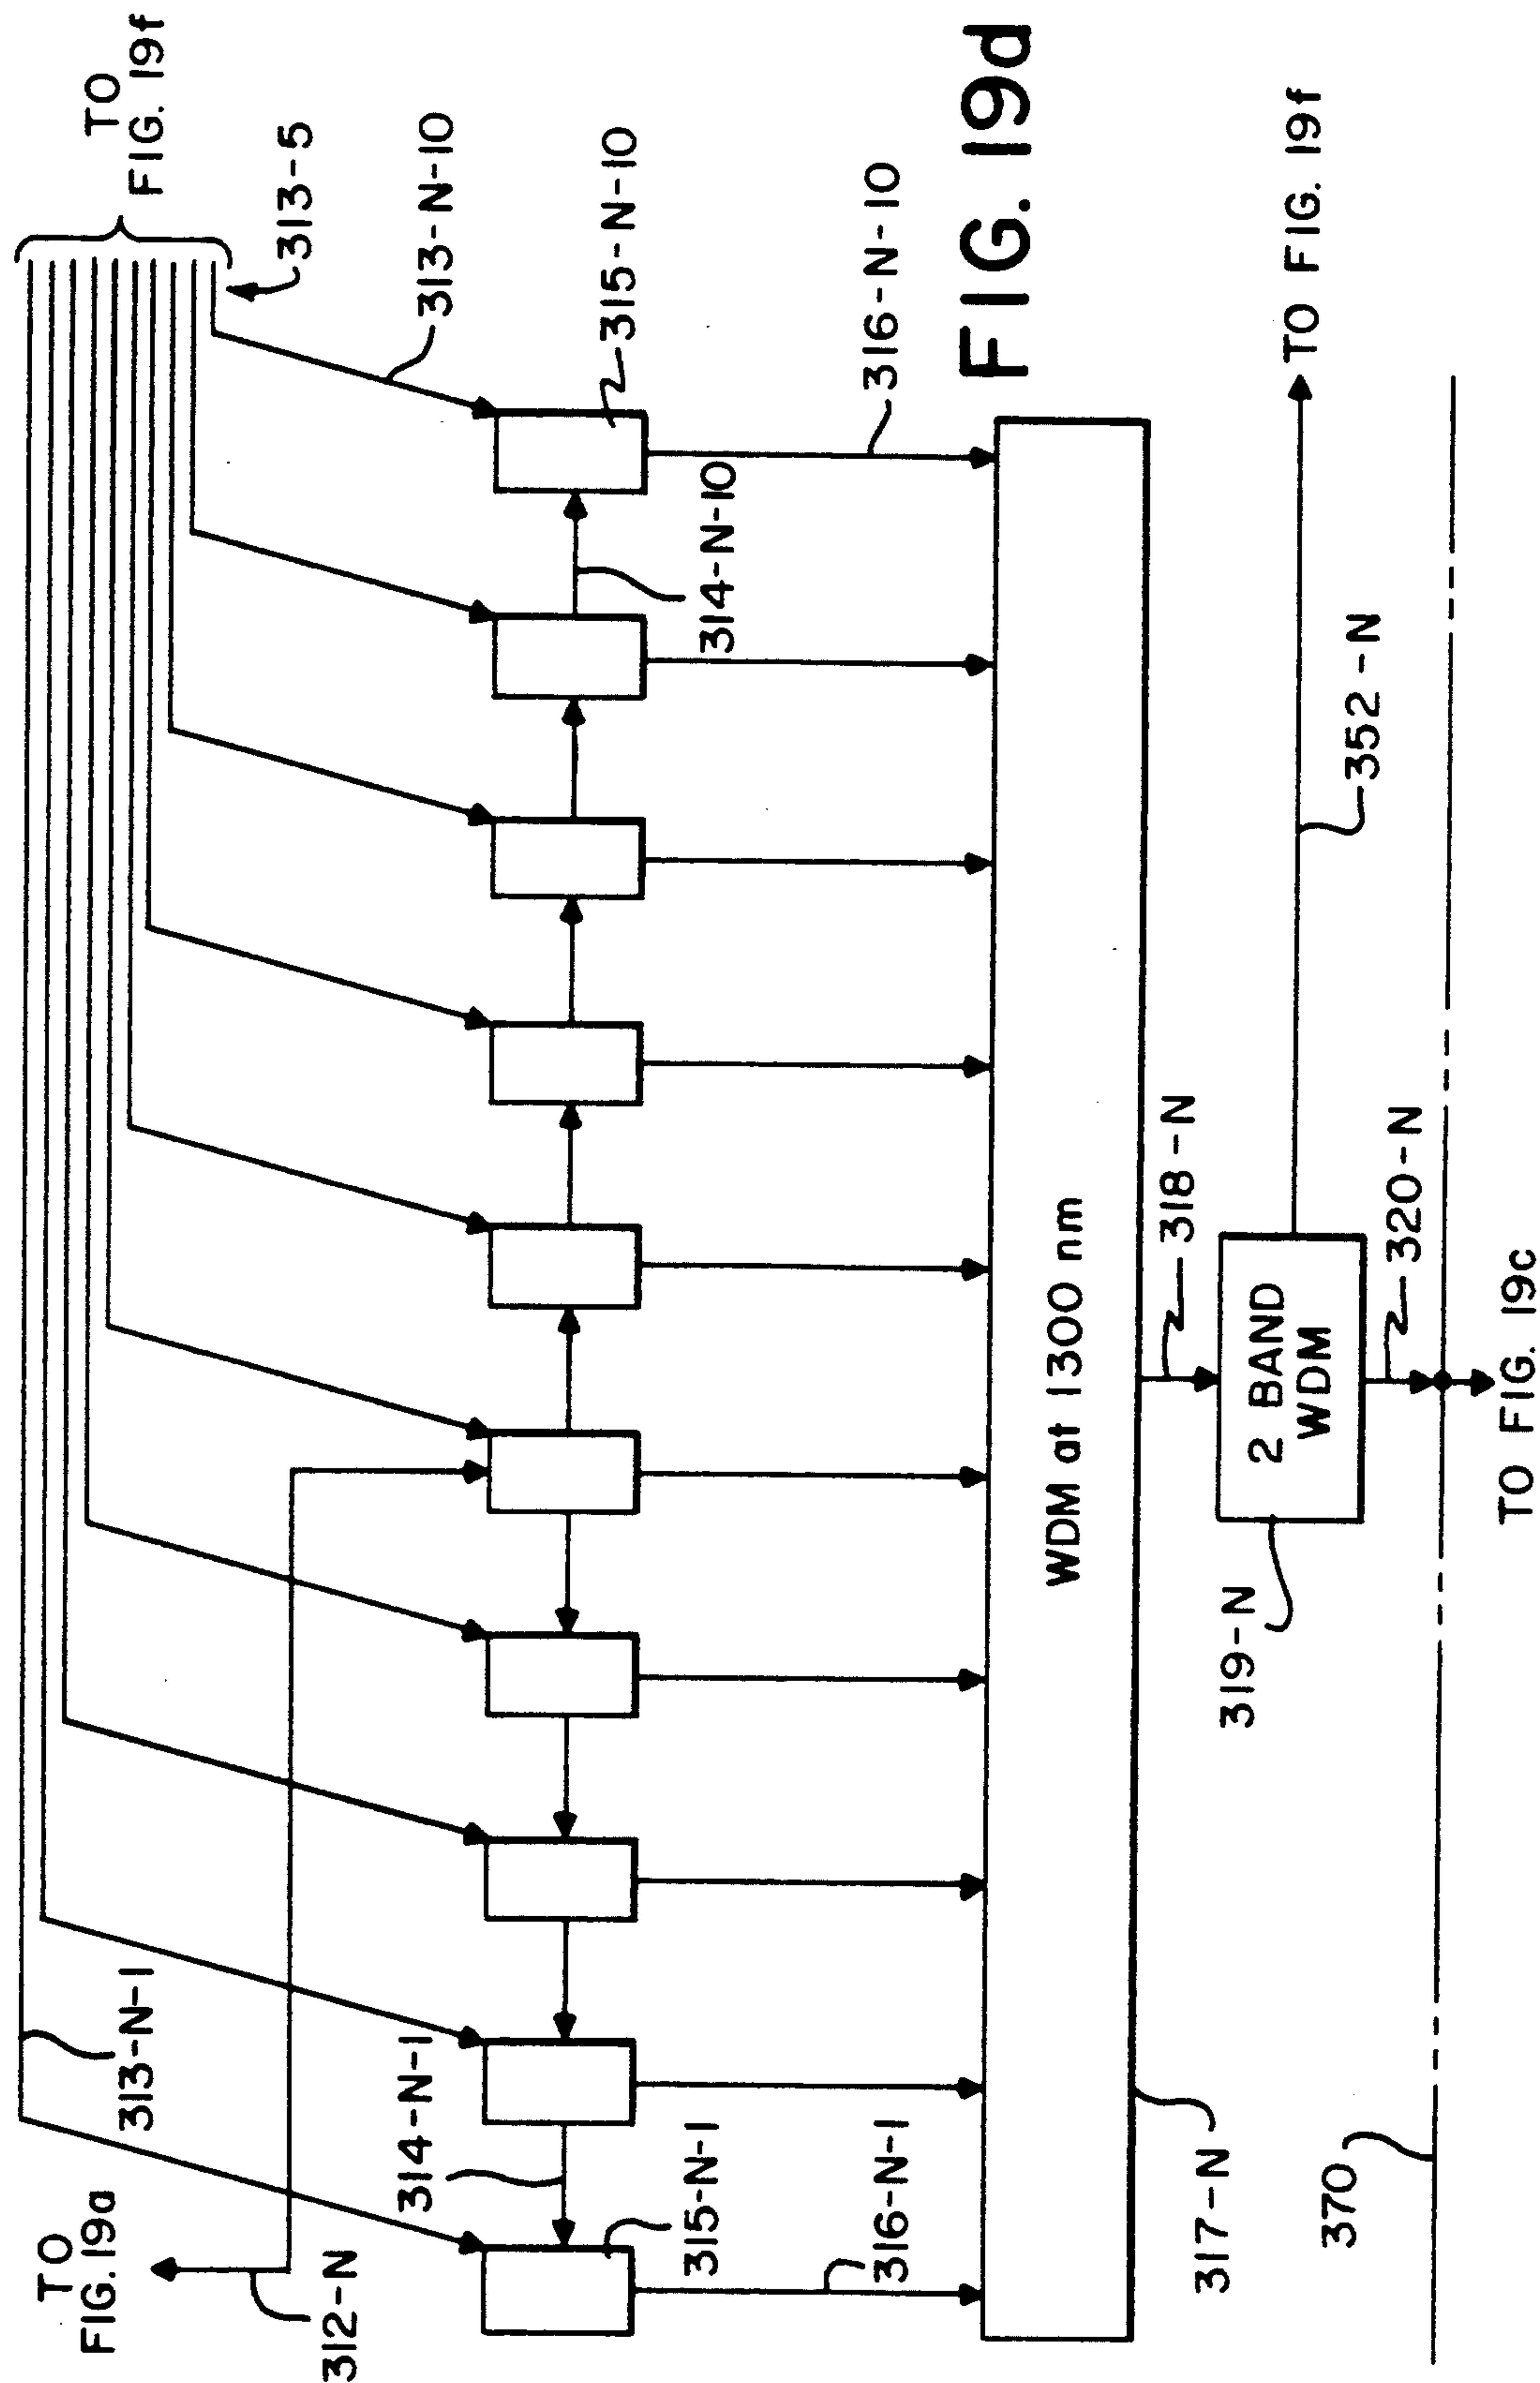 TO
FIG. 19f
313-5
313-N-10
315-N-10
314-N-10
316-N-10
FIG. 19d
TO
FIG. 19a
312-N
313-N-1
314-N-1
315-N-1
316-N-1
WDM at 1300 nm
317-N
318-N
2 BAND
WDM
319-N
320-N
352-N
TO FIG. 19f
370
TO FIG. 19c